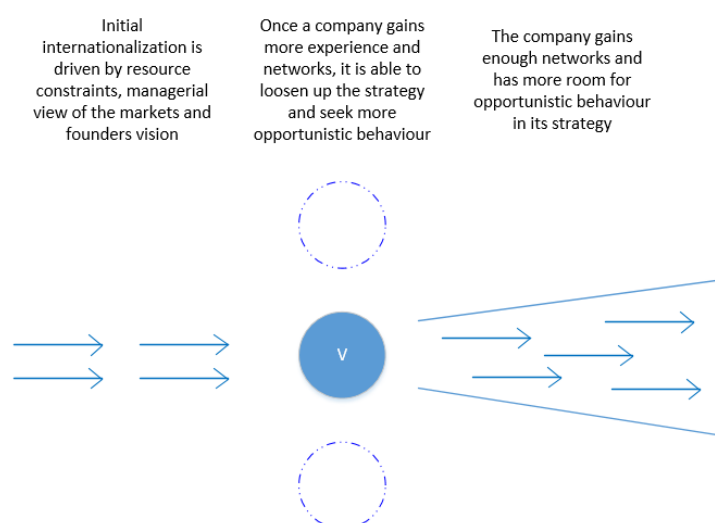 Initial
internationalization is
driven by resource
constraints, managerial
view of the markets and
founders vision
Once a company gains
more experience and
networks, it is able to
loosen up the strategy
and seek more
opportunistic behaviour
The company gains
enough networks and
has more room for
opportunistic behaviour
in its strategy
V